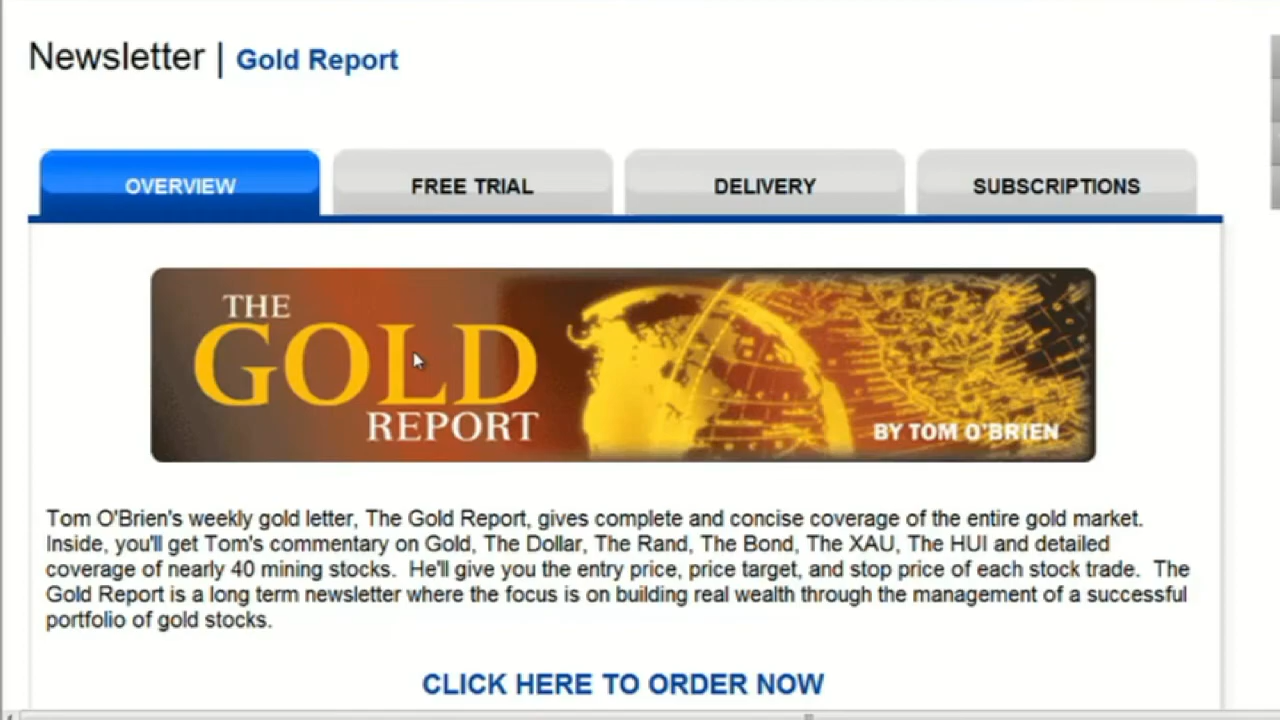 Newsletter | Gold Report
OVERVIEW
FREE TRIAL
DELIVERY
SUBSCRIPTIONS
THE
GOLD
REPORT
BY TOM O'BRIEN
Tom O'Brien's weekly gold letter, The Gold Report, gives complete and concise coverage of the entire gold market.
Inside, you'll get Tom's commentary on Gold, The Dollar, The Rand, The Bond, The XAU, The HUI and detailed
coverage of nearly 40 mining stocks.  He'll give you the entry price, price target, and stop price of each stock trade.  The
Gold Report is a long term newsletter where the focus is on building real wealth through the management of a successful
portfolio of gold stocks.
CLICK HERE TO ORDER NOW